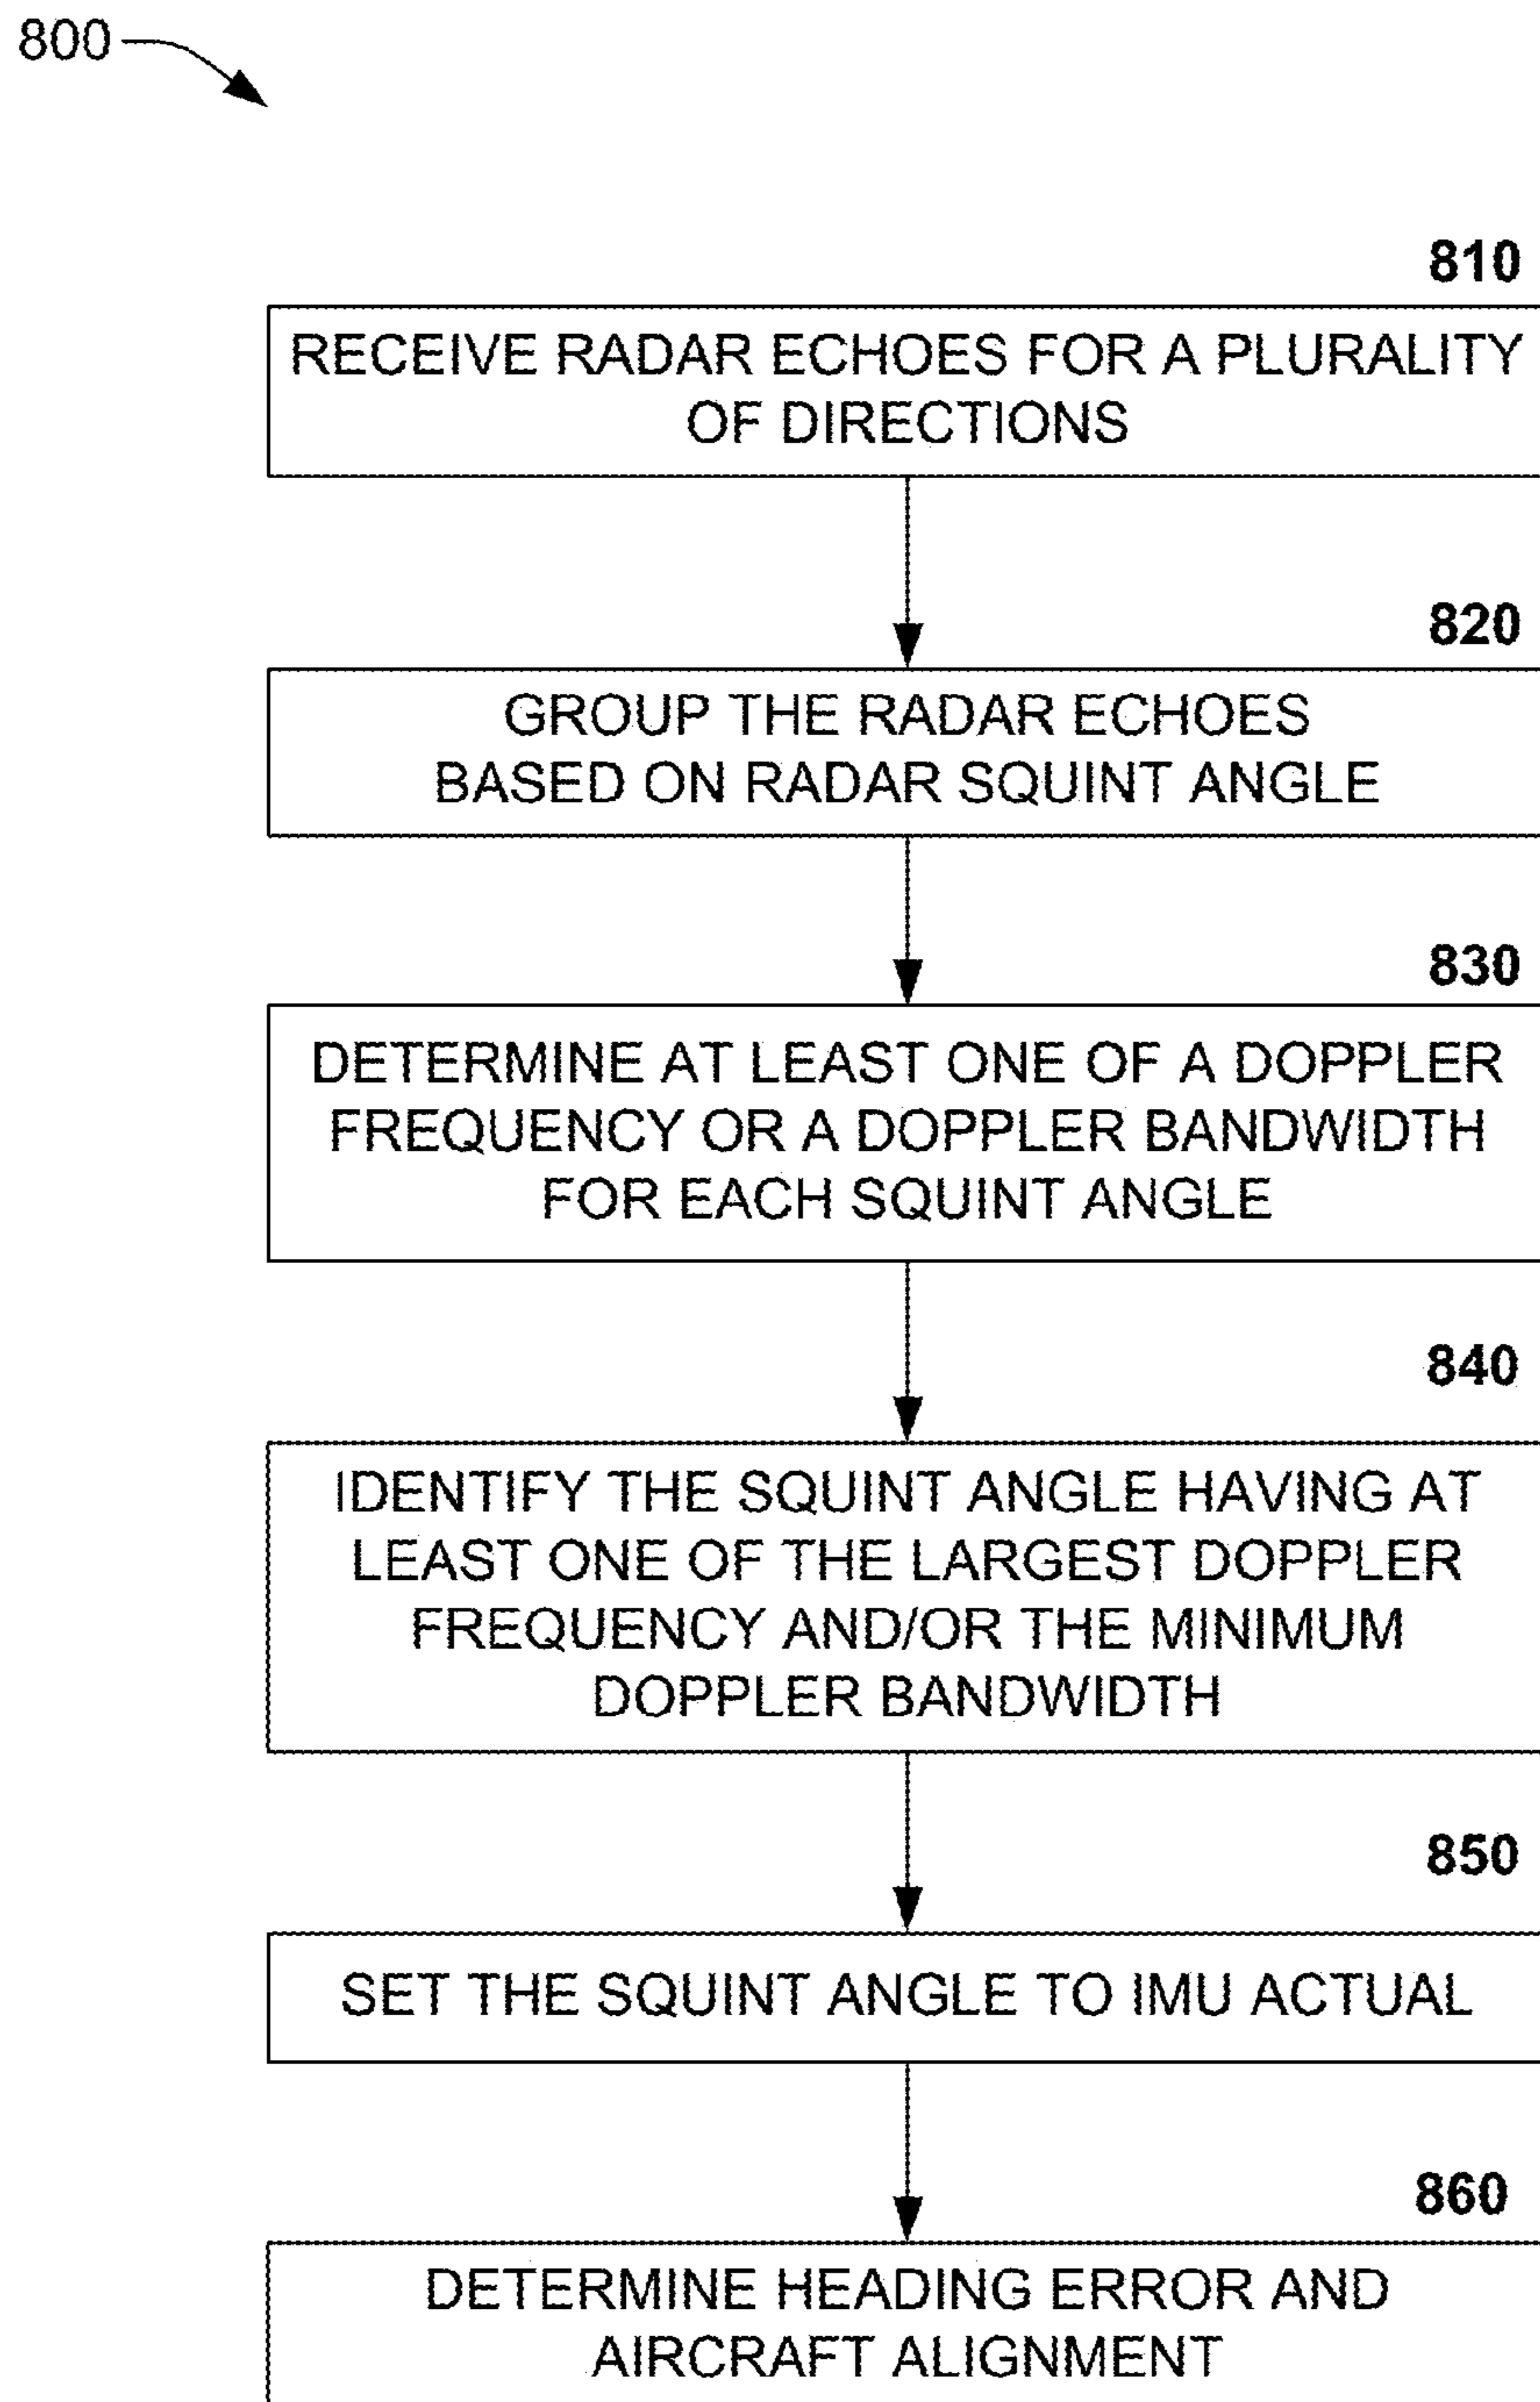 800
810
RECEIVE RADAR ECHOES FOR A PLURALITY
OF DIRECTIONS
820
GROUP THE RADAR ECHOES
BASED ON RADAR SQUINT ANGLE
830
DETERMINE AT LEAST ONE OF A DOPPLER
FREQUENCY OR A DOPPLER BANDWIDTH
FOR EACH SQUINT ANGLE
840
IDENTIFY THE SQUINT ANGLE HAVING AT
LEAST ONE OF THE LARGEST DOPPLER
FREQUENCY AND/OR THE MINIMUM
DOPPLER BANDWIDTH
850
SET THE SQUINT ANGLE TO IMU ACTUAL
860
DETERMINE HEADING ERROR AND
AIRCRAFT ALIGNMENT